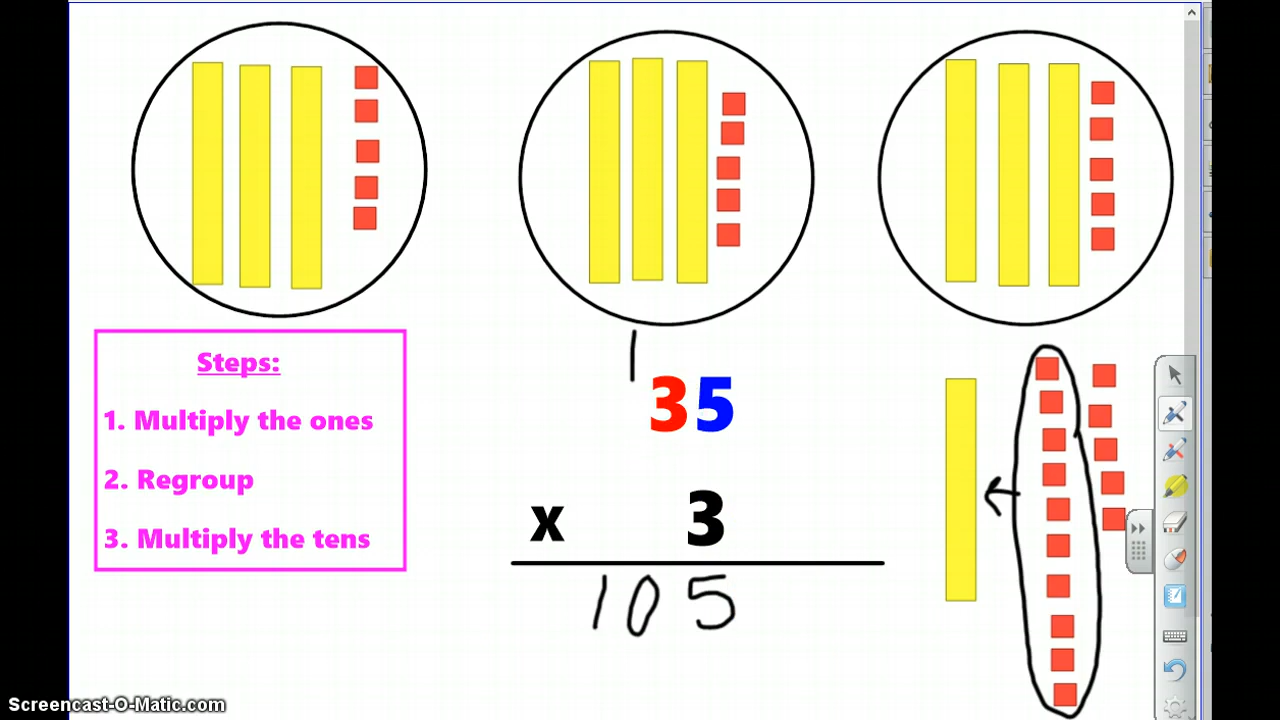 Steps:
1. Multiply the ones
2. Regroup
3. Multiply the tens
1
35
x 3
105
Screencast-O-Matic.com